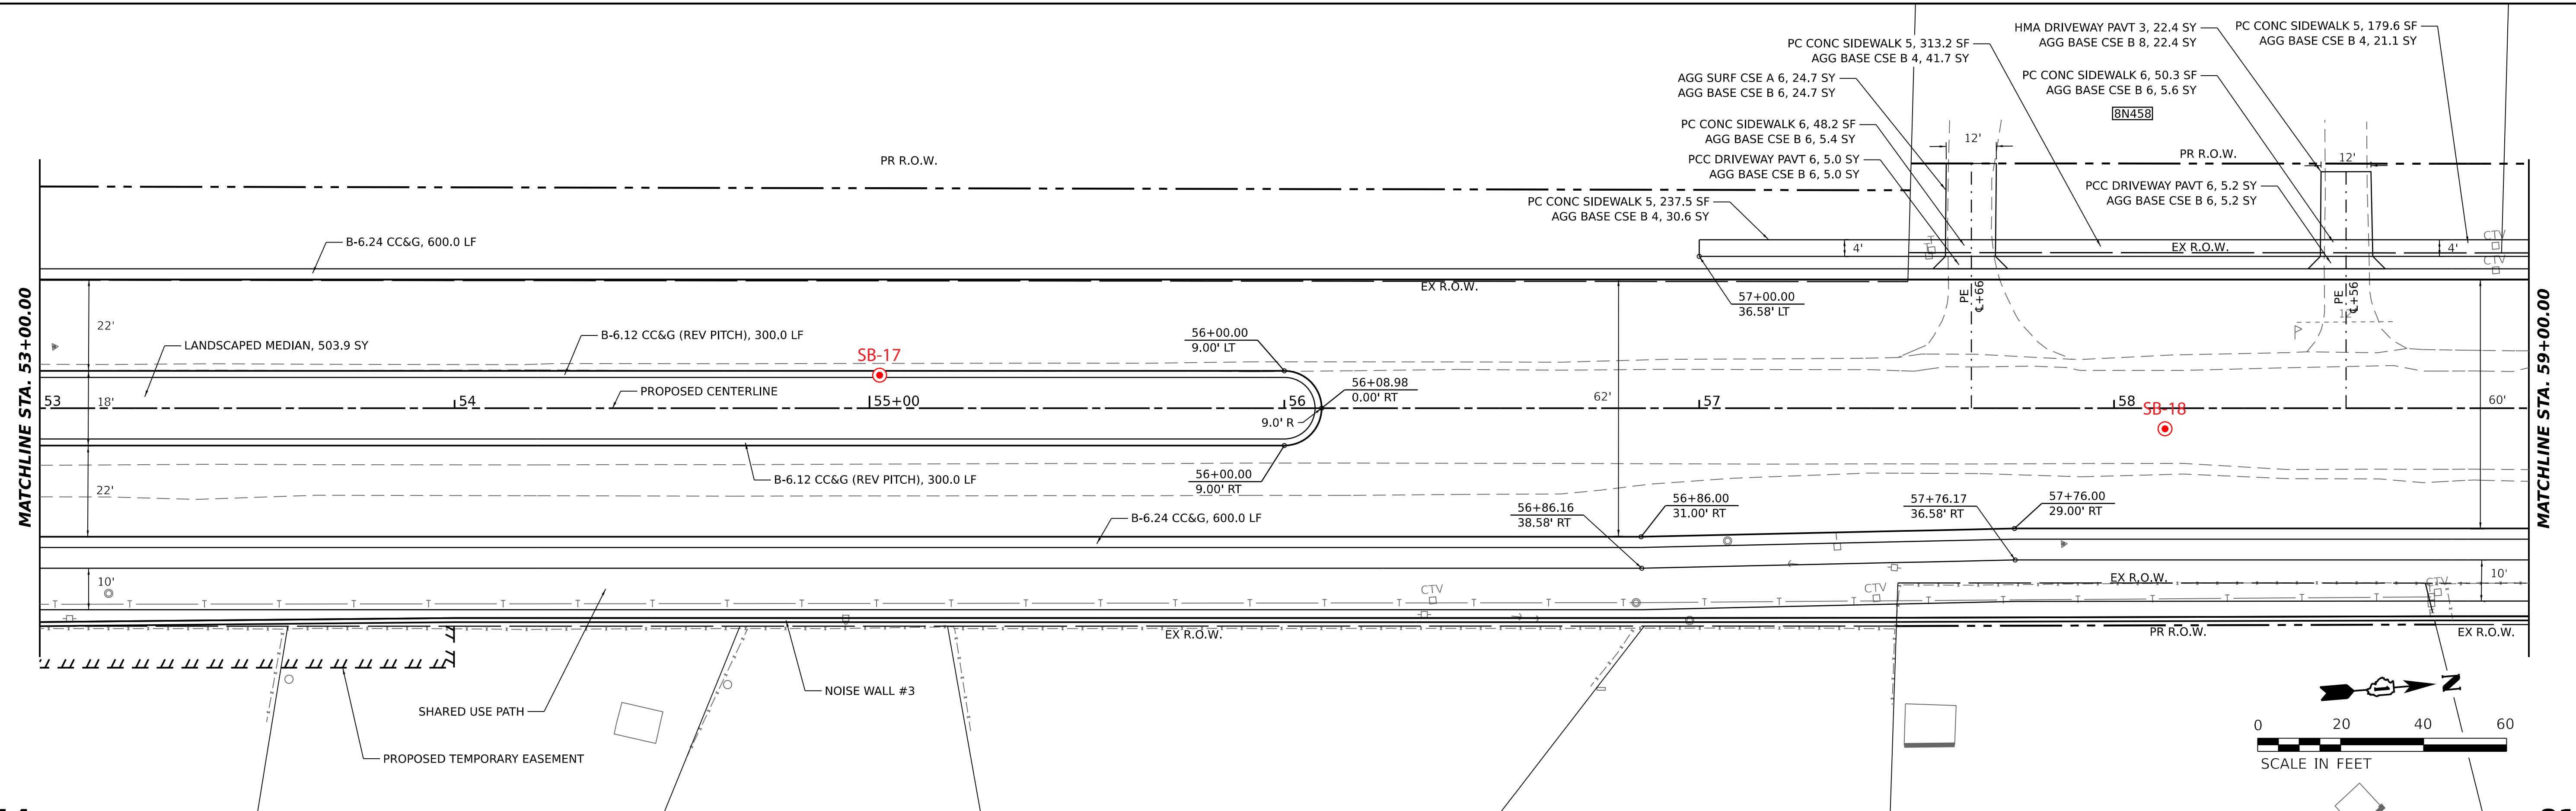 HMA DRIVEWAY PAVT 3, 22.4 SY
AGG BASE CSE B 8, 22.4 SY
PC CONC SIDEWALK 5, 179.6 SF
AGG BASE CSE B 4, 21.1 SY
PC CONC SIDEWALK 5, 313.2 SF
AGG BASE CSE B 4, 41.7 SY
AGG SURF CSE A 6, 24.7 SY
AGG BASE CSE B 6, 24.7 SY
PC CONC SIDEWALK 6, 50.3 SF
AGG BASE CSE B 6, 5.6 SY
8N458
PC CONC SIDEWALK 6, 48.2 SF
AGG BASE CSE B 6, 5.4 SY
12'
PCC DRIVEWAY PAVT 6, 5.0 SY
AGG BASE CSE B 6, 5.0 SY
PR R.O.W.
PR R.O.W.
12'
PCC DRIVEWAY PAVT 6, 5.2 SY
AGG BASE CSE B 6, 5.2 SY
PC CONC SIDEWALK 5, 237.5 SF
AGG BASE CSE B 4, 30.6 SY
B-6.24 CC&G, 600.0 LF
4'
T
T
EX R.O.W.
4'
CTV
CTV
EX R.O.W.
57+00.00
36.58' LT
PE
℄+66
PE
℄+56
12'
P
MATCHLINE STA. 53+00.00
MATCHLINE STA. 59+00.00
22'
LANDSCAPED MEDIAN, 503.9 SY
B-6.12 CC&G (REV PITCH), 300.0 LF
SB-17
56+00.00
9.00' LT
PROPOSED CENTERLINE
56+08.98
0.00' RT
53
18'
54
55+00
56
9.0' R
62'
57
58
SB-18
60'
B-6.12 CC&G (REV PITCH), 300.0 LF
22'
56+00.00
9.00' RT
56+86.16
38.58' RT
56+86.00
31.00' RT
57+76.17
36.58' RT
57+76.00
29.00' RT
B-6.24 CC&G, 600.0 LF
10'
CTV
CTV
EX R.O.W.
CTV
10'
T T T T T T T T T T T T T T T T T T T T T T T T T T T T T T
EX R.O.W.
PR R.O.W.
EX R.O.W.
NOISE WALL #3
SHARED USE PATH
PROPOSED TEMPORARY EASEMENT
N
0 20 40 60
SCALE IN FEET